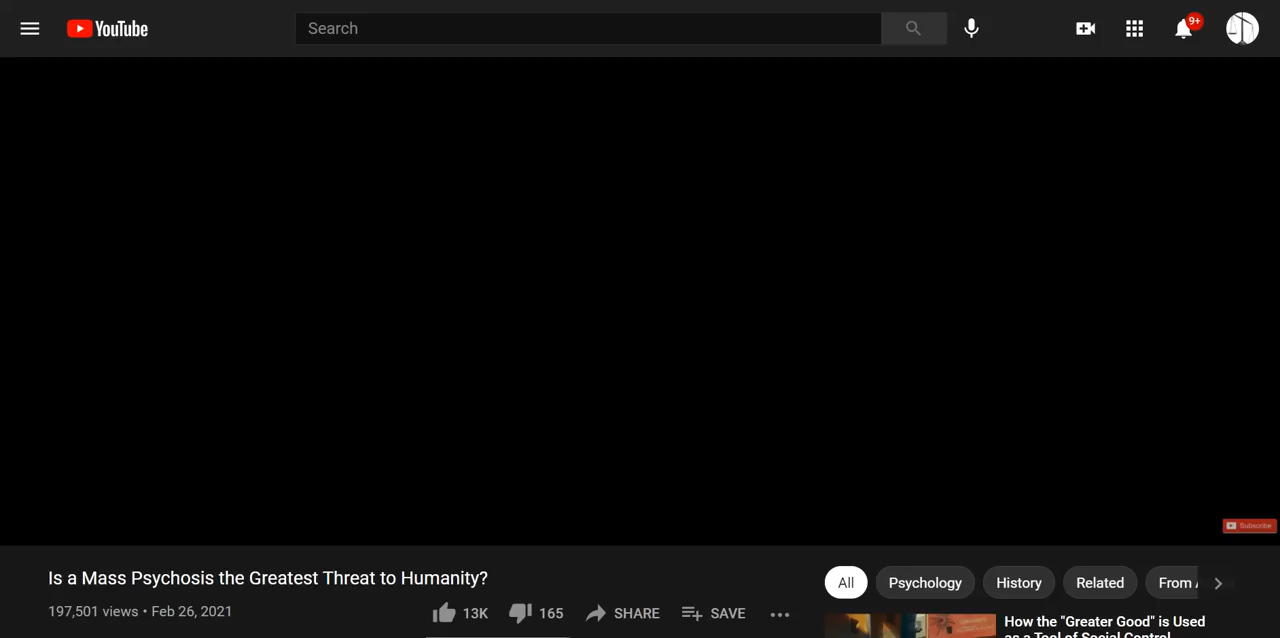 YouTube
Search
9+
Subscribe
Is a Mass Psychosis the Greatest Threat to Humanity?
197,501 views • Feb 26, 2021
13K
165
SHARE
SAVE
All
Psychology
History
Related
From
How the "Greater Good" is Used
as a Tool of Social Control